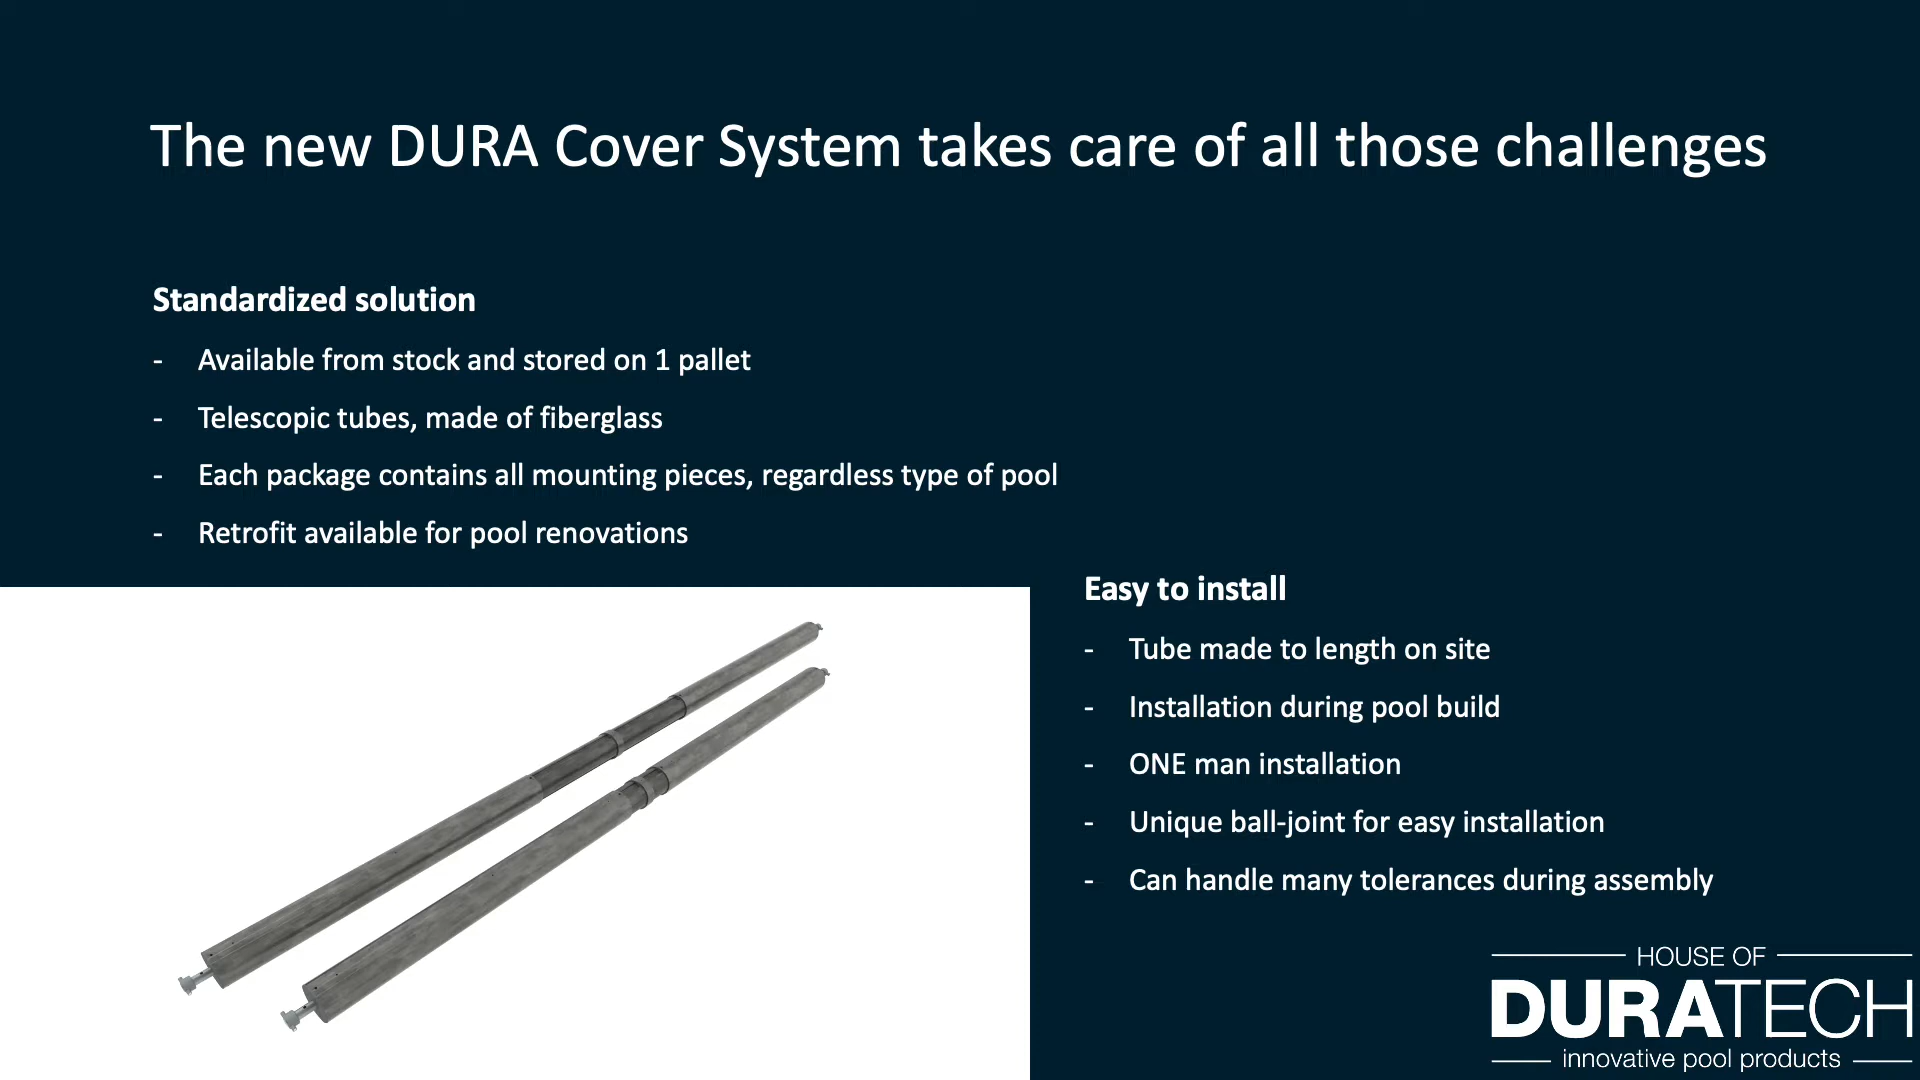 The new DURA Cover System takes care of all those challenges
Standardized solution
- Available from stock and stored on 1 pallet
- Telescopic tubes, made of fiberglass
- Each package contains all mounting pieces, regardless type of pool
- Retrofit available for pool renovations
Easy to install
- Tube made to length on site
- Installation during pool build
- ONE man installation
- Unique ball-joint for easy installation
- Can handle many tolerances during assembly
HOUSE OF
DURATECH
innovative pool products